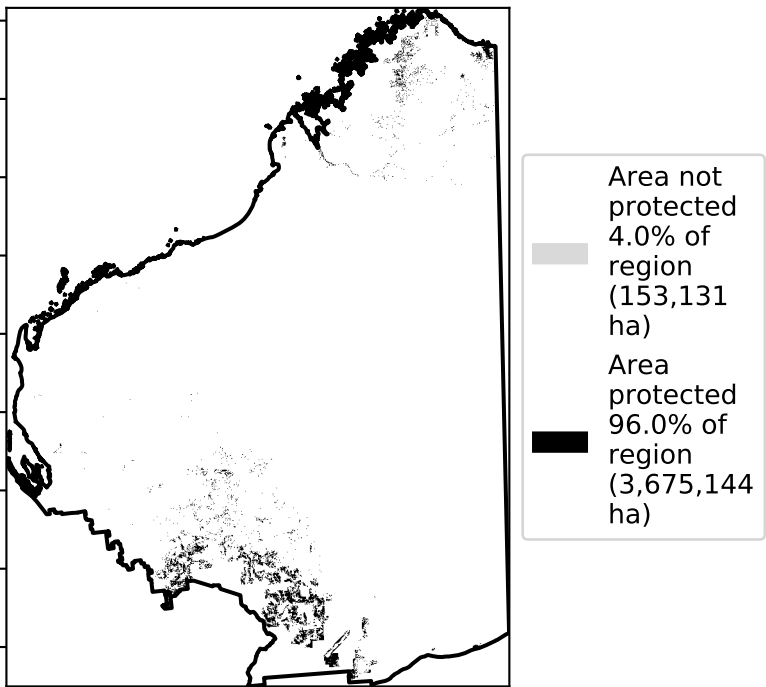 Area not
protected
4.0% of
region
(153,131
ha)
Area
protected
96.0% of
region
(3,675,144
ha)